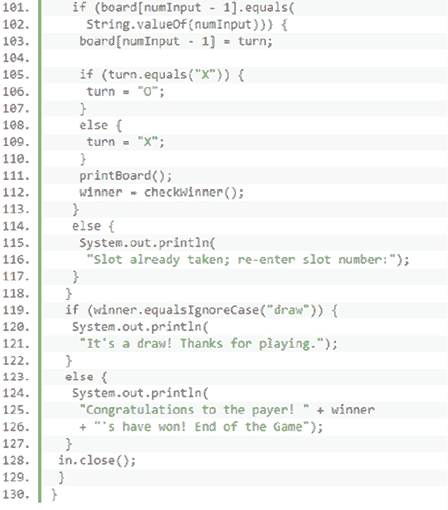 101. if (board[numInput - 1].equals(
102. String.valueOf(numInput))) {
103. board[numInput - 1] = turn;
104.
105. if (turn.equals("X")) {
106. turn = "O";
107. }
108. else {
109. turn = "X";
110. }
111. printBoard();
112. winner = checkWinner();
113. }
114. else {
115. System.out.println(
116. "Slot already taken; re-enter slot number:");
117. }
118. }
119. if (winner.equalsIgnoreCase("draw")) {
120. System.out.println(
121. "It's a draw! Thanks for playing.");
122. }
123. else {
124. System.out.println(
125. "Congratulations to the payer! " + winner
126. + "'s have won! End of the Game");
127. }
128. in.close();
129. }
130. }